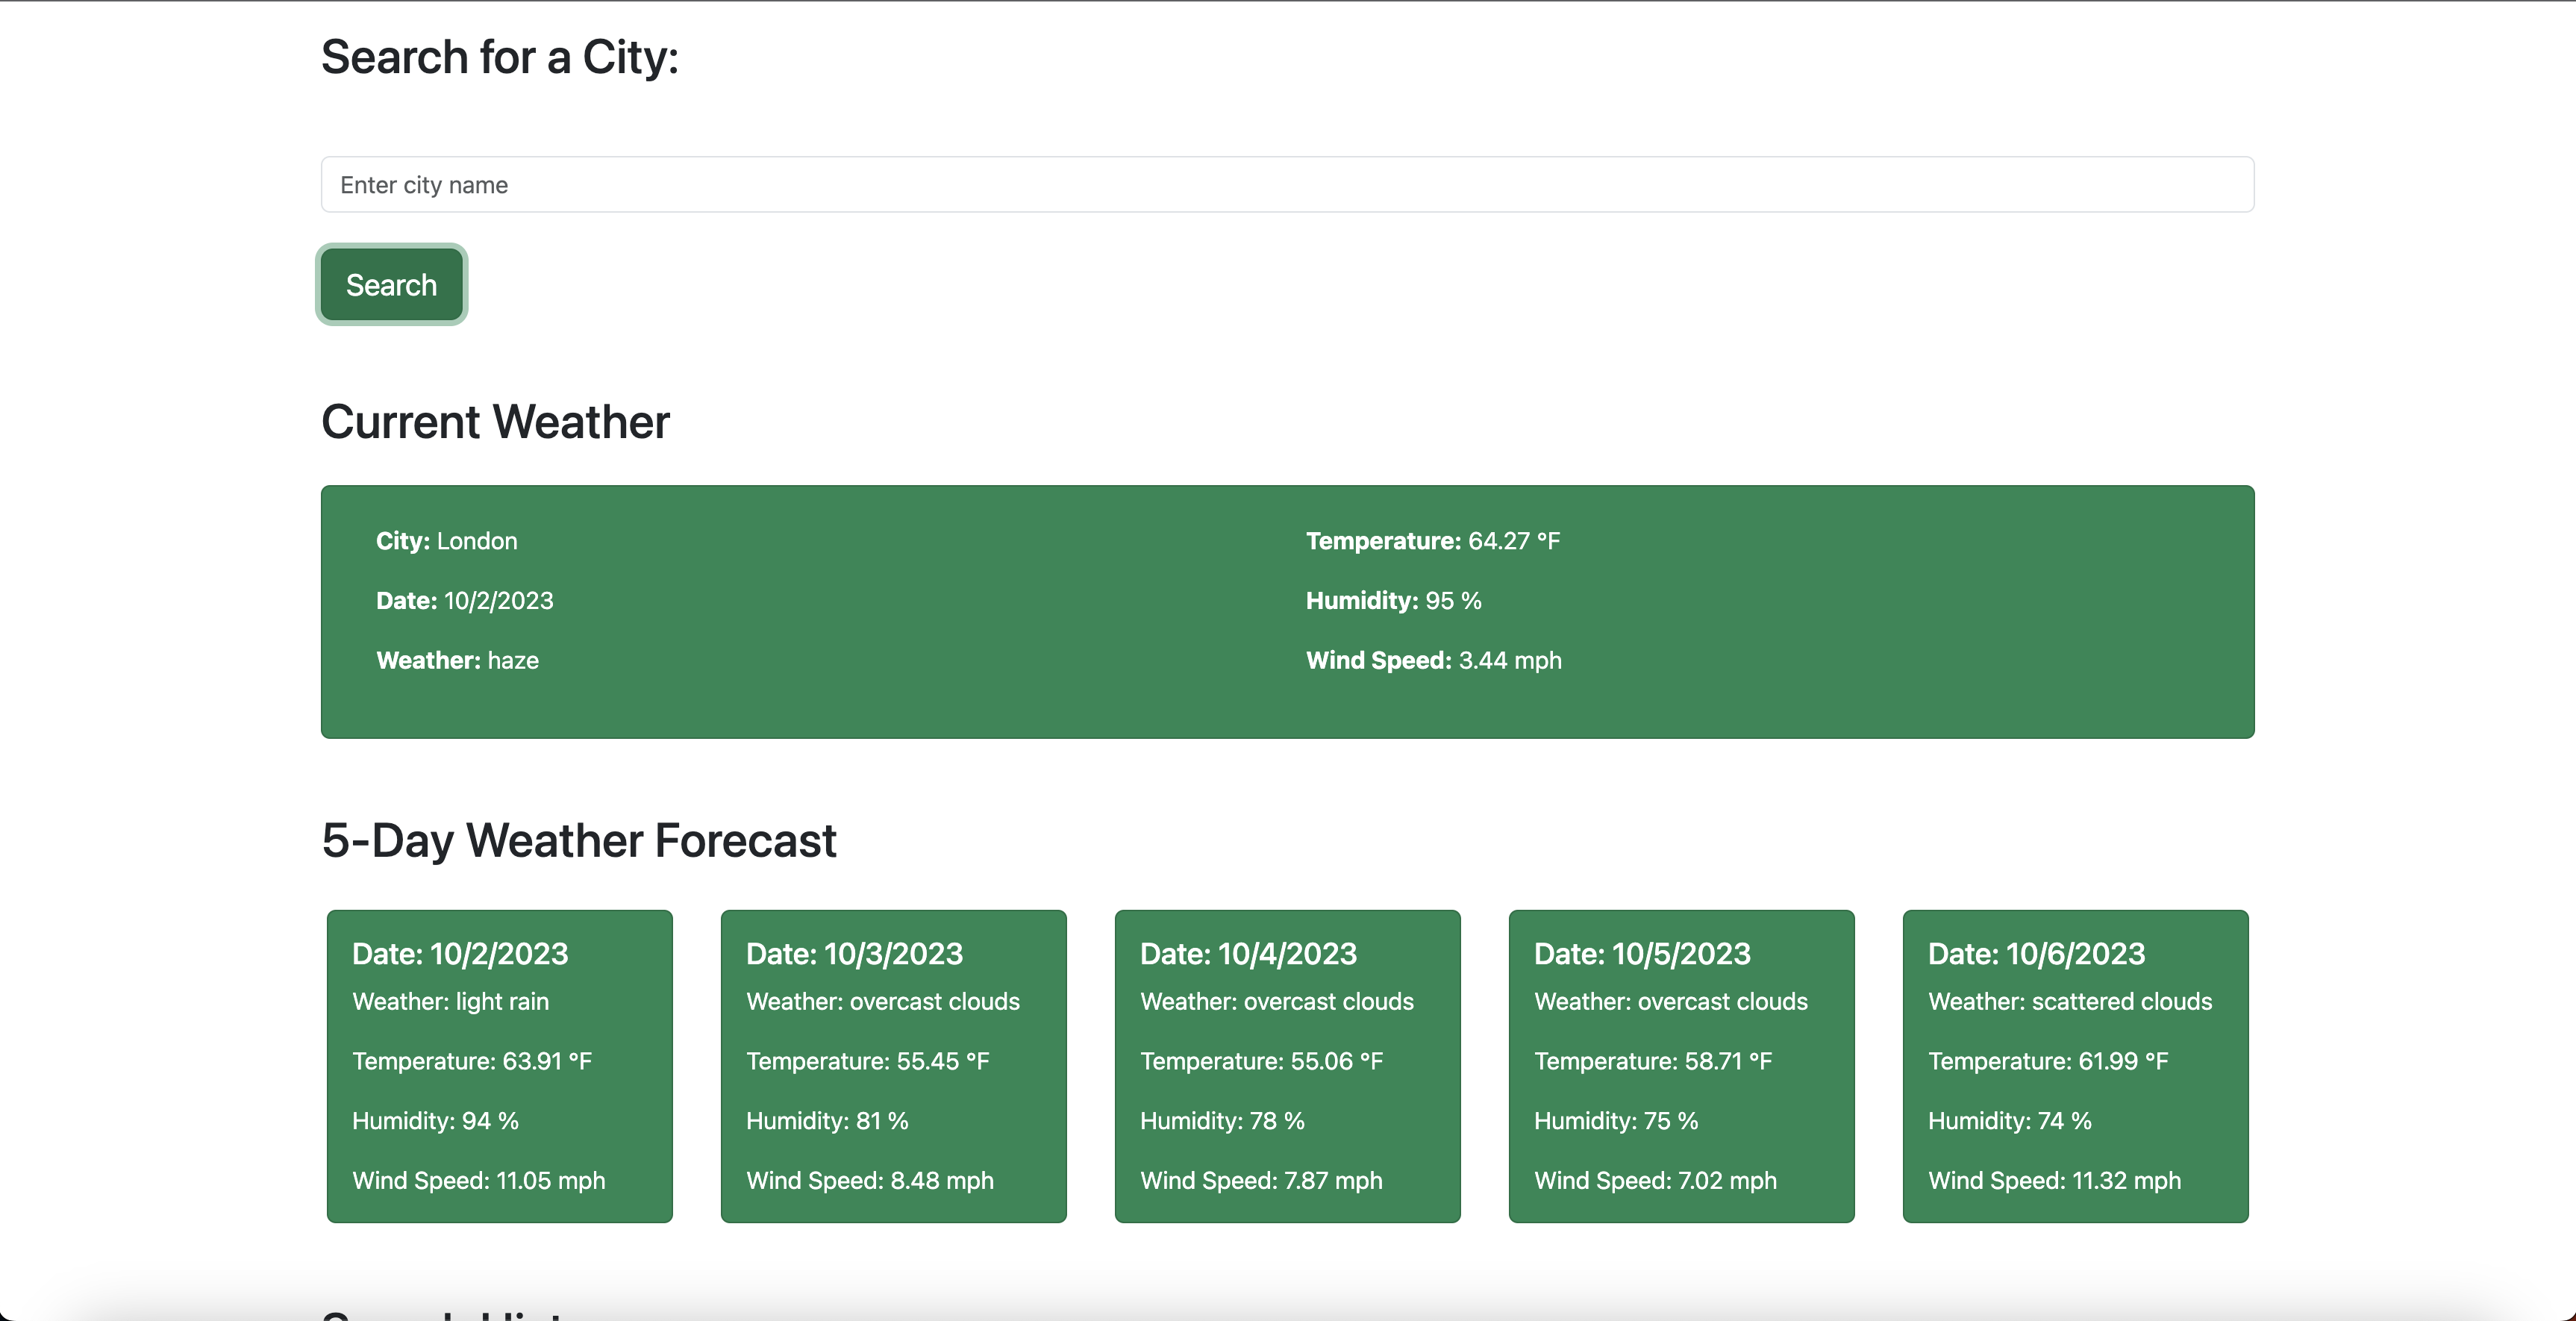 Search for a City:
Enter city name
Search
Current Weather
City: London
Date: 10/2/2023
Weather: haze
Temperature: 64.27 °F
Humidity: 95 %
Wind Speed: 3.44 mph
5-Day Weather Forecast
Date: 10/2/2023
Weather: light rain
Temperature: 63.91 °F
Humidity: 94 %
Wind Speed: 11.05 mph
Date: 10/3/2023
Weather: overcast clouds
Temperature: 55.45 °F
Humidity: 81 %
Wind Speed: 8.48 mph
Date: 10/4/2023
Weather: overcast clouds
Temperature: 55.06 °F
Humidity: 78 %
Wind Speed: 7.87 mph
Date: 10/5/2023
Weather: overcast clouds
Temperature: 58.71 °F
Humidity: 75 %
Wind Speed: 7.02 mph
Date: 10/6/2023
Weather: scattered clouds
Temperature: 61.99 °F
Humidity: 74 %
Wind Speed: 11.32 mph